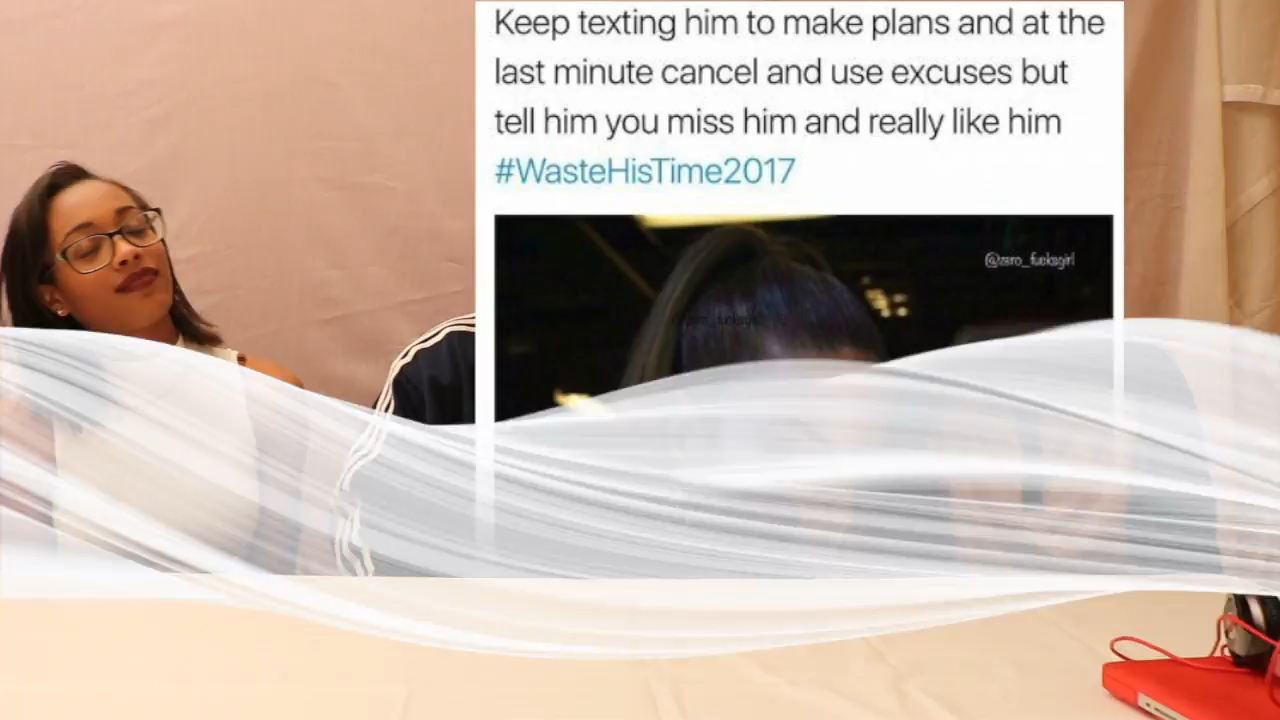 Keep texting him to make plans and at the
last minute cancel and use excuses but
tell him you miss him and really like him
#WasteHisTime2017
@zero_fucksgirl